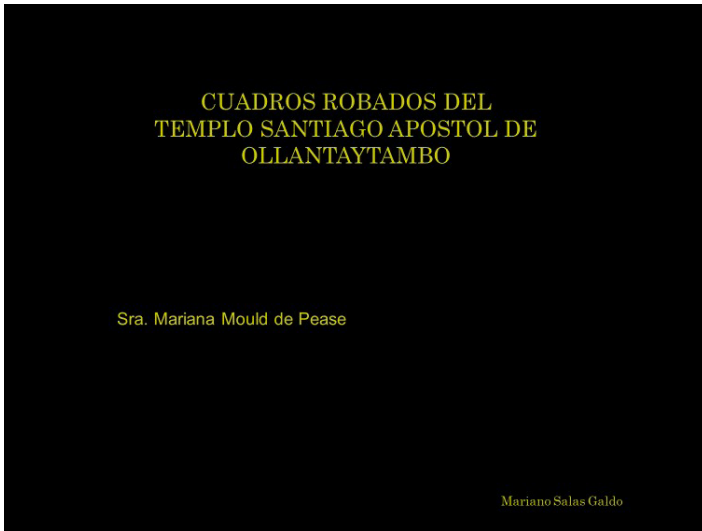 CUADROS ROBADOS DEL
TEMPLO SANTIAGO APOSTOL DE
OLLANTAYTAMBO
Sra. Mariana Mould de Pease
Mariano Salas Galdo